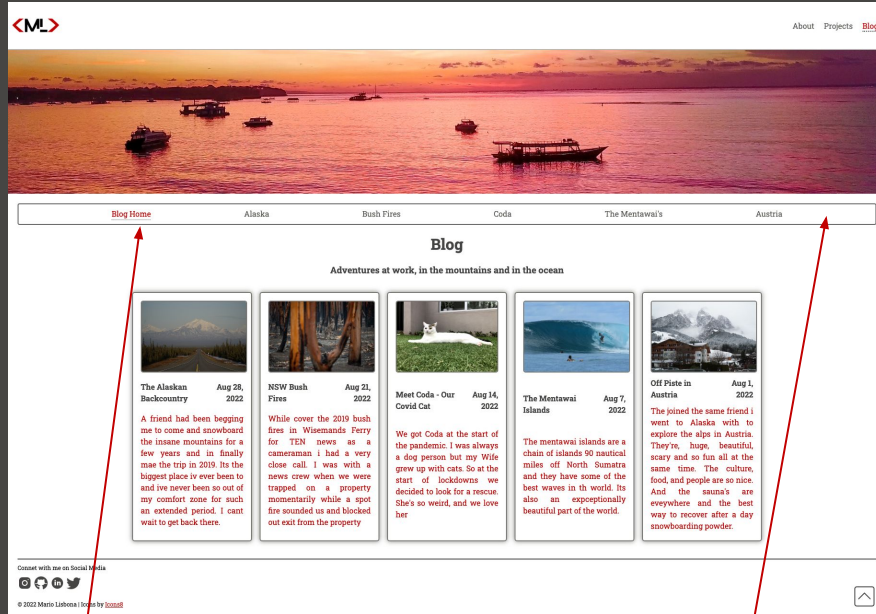 <ML>
About Projects Blog
Blog Home Alaska Bush Fires Coda The Mentawai's Austria
Blog
Adventures at work, in the mountains and in the ocean
The Alaskan Backcountry
Aug 28, 2022
A friend had been begging
me to come and snowboard
the insane mountains for a
few years and in finally
mae the trip in 2019. Its the
biggest place iv ever been to
and ive never been so out of
my comfort zone for such
an extended period. I cant
wait to get back there.
NSW Bush Fires
Aug 21, 2022
While cover the 2019 bush
fires in Wisemands Ferry
for TEN news as a
cameraman i had a very
close call. I was with a
news crew when we were
trapped on a property
momentarily while a spot
fire sounded us and blocked
out exit from the property
Meet Coda - Our Covid Cat
Aug 14, 2022
We got Coda at the start of
the pandemic. I was always
a dog person but my Wife
grew up with cats. So at the
start of lockdowns we
decided to look for a rescue.
She's so weird, and we love
her
The Mentawai Islands
Aug 7, 2022
The mentawai islands are a
chain of islands 90 nautical
miles off North Sumatra
and they have some of the
best waves in th world. Its
also an expceptionally
beautiful part of the world.
Off Piste in Austria
Aug 1, 2022
The joined the same friend i
went to Alaska with to
explore the alps in Austria.
They're, huge, beautiful,
scary and so fun all at the
same time. The culture,
food, and people are so nice.
And the sauna's are
eveywhere and the best
way to recover after a day
snowboarding powder.
Connet with me on Social Media
© 2022 Mario Lisbona | Icons by Icons8